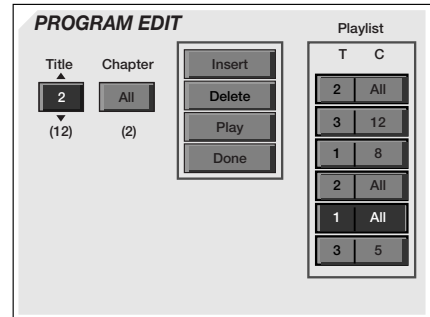 PROGRAM EDIT
Title Chapter
2 All
(12) (2)
Insert
Delete
Play
Done
Playlist
T C
2 All
3 12
1 8
2 All
1 All
3 5